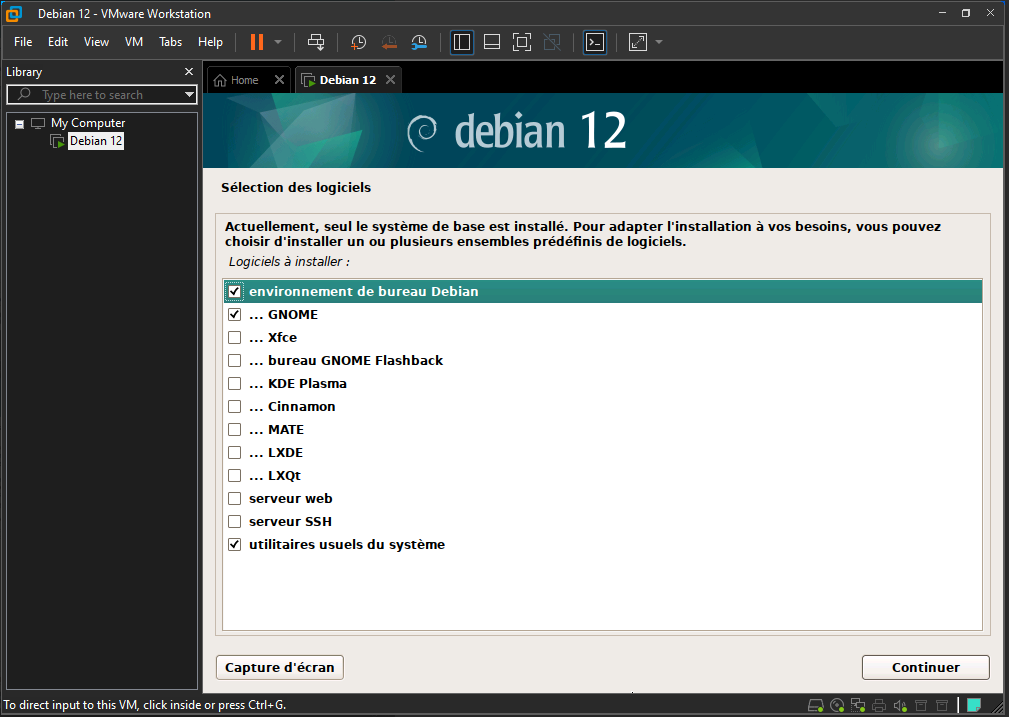 Debian 12 - VMware Workstation
File Edit View VM Tabs Help
Library
Type here to search
My Computer
Debian 12
Home
Debian 12
debian 12
Sélection des logiciels
Actuellement, seul le système de base est installé. Pour adapter l'installation à vos besoins, vous pouvez
choisir d'installer un ou plusieurs ensembles prédéfinis de logiciels.
Logiciels à installer :
environnement de bureau Debian
... GNOME
... Xfce
... bureau GNOME Flashback
... KDE Plasma
... Cinnamon
... MATE
... LXDE
... LXQt
serveur web
serveur SSH
utilitaires usuels du système
Capture d'écran
Continuer
To direct input to this VM, click inside or press Ctrl+G.